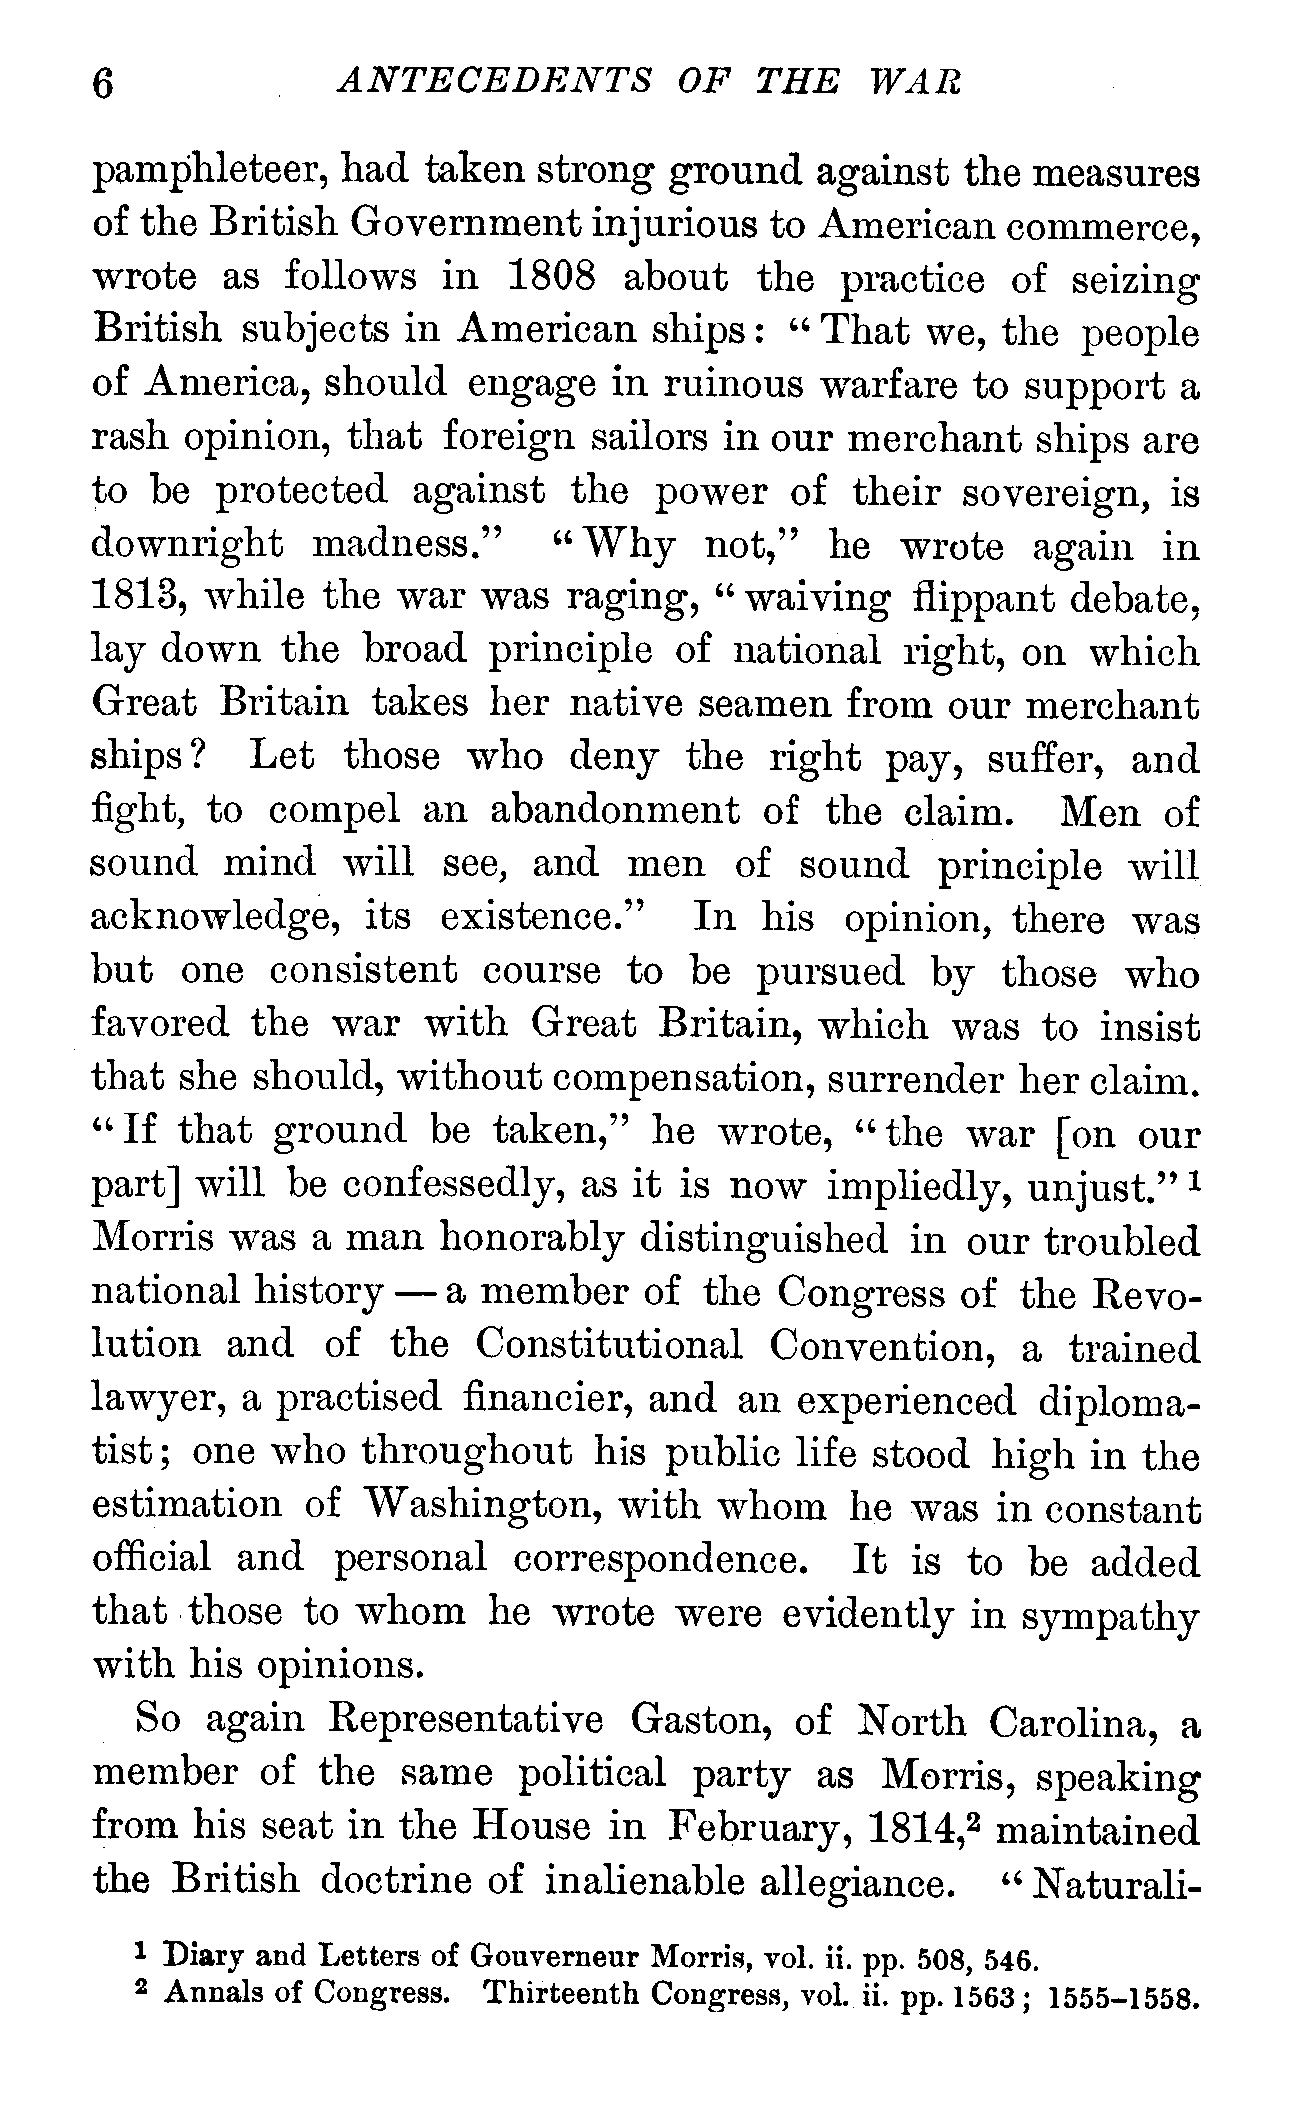 6 ANTECEDENTS OF THE WAR
pamphleteer, had taken strong ground against the measures
of the British Government injurious to American commerce,
wrote as follows in 1808 about the practice of seizing
British subjects in American ships: “That we, the people
of America, should engage in ruinous warfare to support a
rash opinion, that foreign sailors in our merchant ships are
to be protected against the power of their sovereign, is
downright madness.” “Why not,” he wrote again in
1813, while the war was raging, “waiving flippant debate,
lay down the broad principle of national right, on which
Great Britain takes her native seamen from our merchant
ships? Let those who deny the right pay, suffer, and
fight, to compel an abandonment of the claim. Men of
sound mind will see, and men of sound principle will
acknowledge, its existence.” In his opinion, there was
but one consistent course to be pursued by those who
favored the war with Great Britain, which was to insist
that she should, without compensation, surrender her claim.
“If that ground be taken,” he wrote, “the war [on our
part] will be confessedly, as it is now impliedly, unjust.” 1
Morris was a man honorably distinguished in our troubled
national history — a member of the Congress of the Revo-
lution and of the Constitutional Convention, a trained
lawyer, a practised financier, and an experienced diploma-
tist; one who throughout his public life stood high in the
estimation of Washington, with whom he was in constant
official and personal correspondence. It is to be added
that those to whom he wrote were evidently in sympathy
with his opinions.
So again Representative Gaston, of North Carolina, a
member of the same political party as Morris, speaking
from his seat in the House in February, 1814,2 maintained
the British doctrine of inalienable allegiance. “Naturali-
1 Diary and Letters of Gouverneur Morris, vol. ii. pp. 508, 546.
2 Annals of Congress. Thirteenth Congress, vol. ii. pp. 1563; 1555–1558.